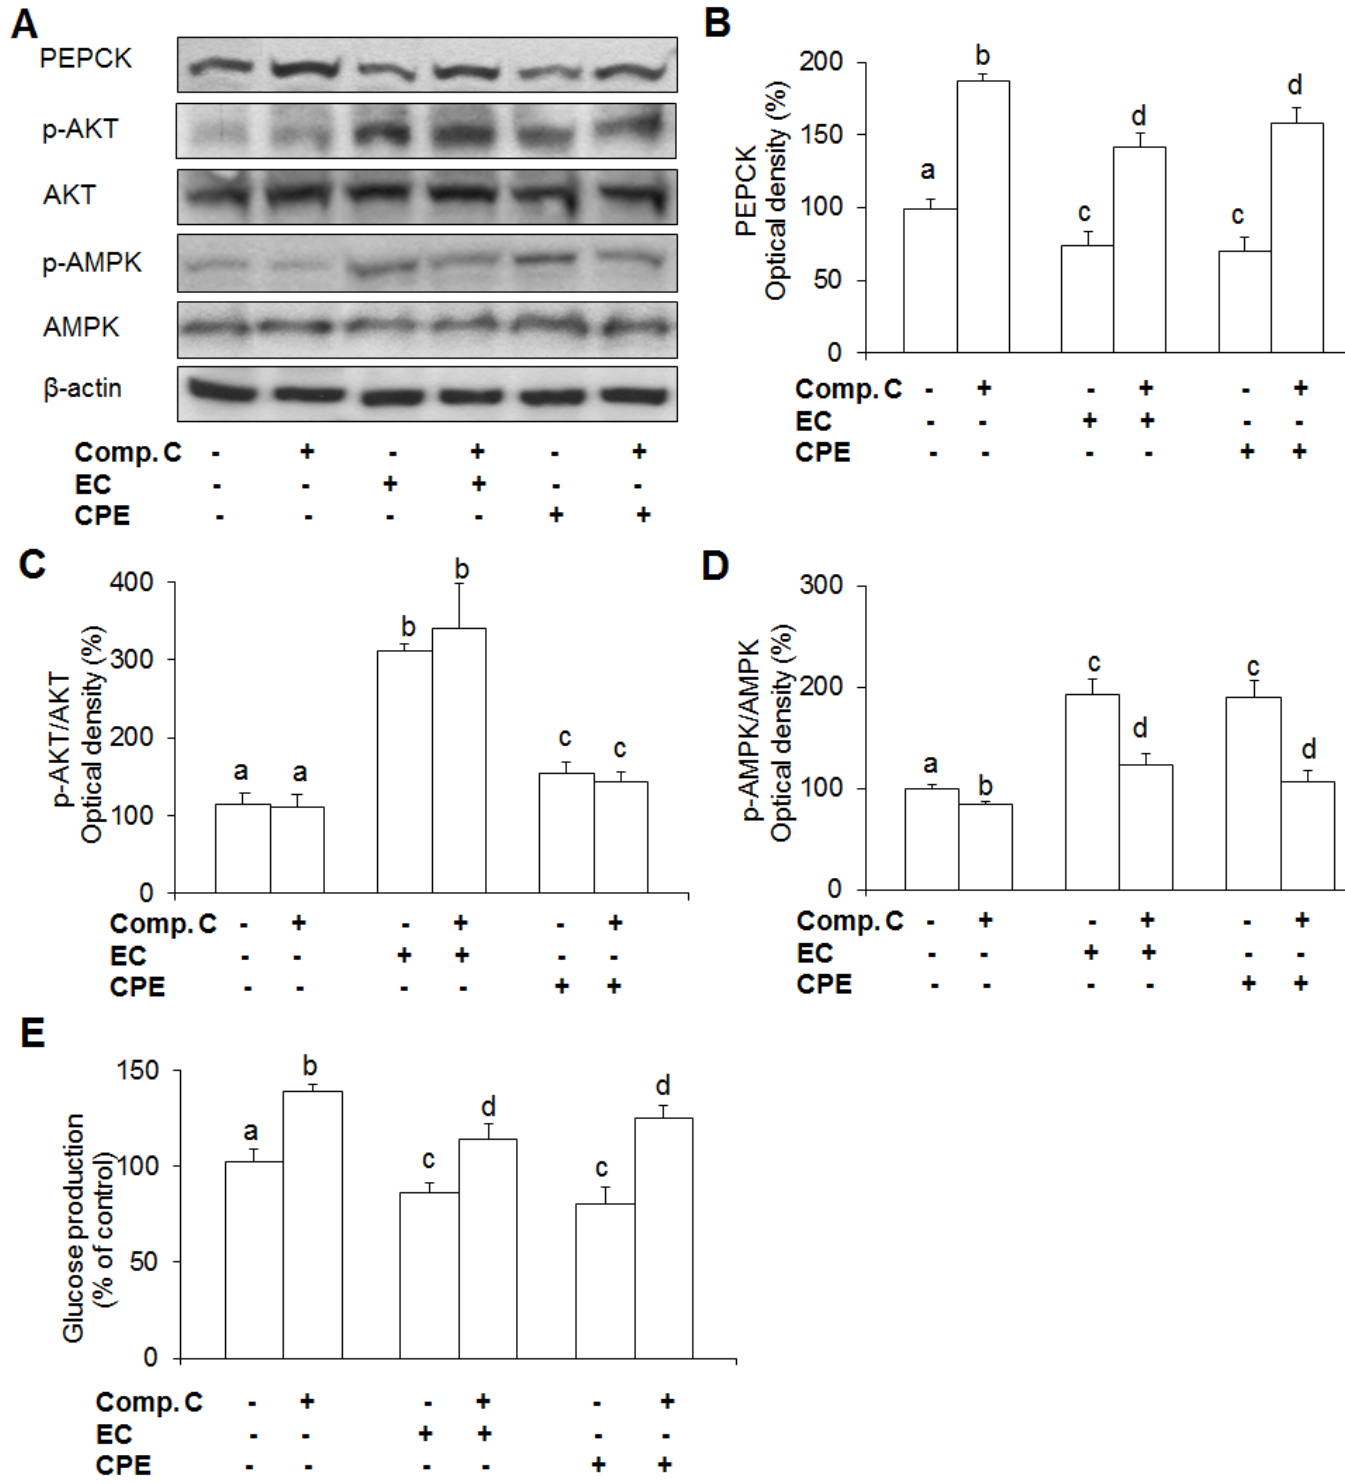 A
PEPCK
p-AKT
AKT
p-AMPK
AMPK
β-actin
Comp. C - + - + - +
EC - - + + - -
CPE - - - - + +
B
PEPCK
Optical density (%)
200
150
100
50
0
a b c d c d
Comp. C - + - + - +
EC - - + + - -
CPE - - - - + +
C
p-AKT/AKT
Optical density (%)
400
300
200
100
0
a a b b c c
Comp. C - + - + - +
EC - - + + - -
CPE - - - - + +
D
p-AMPK/AMPK
Optical density (%)
300
200
100
0
a b c d c d
Comp. C - + - + - +
EC - - + + - -
CPE - - - - + +
E
Glucose production
(% of control)
150
100
50
0
a b c d c d
Comp. C - + - + - +
EC - - + + - -
CPE - - - - + +